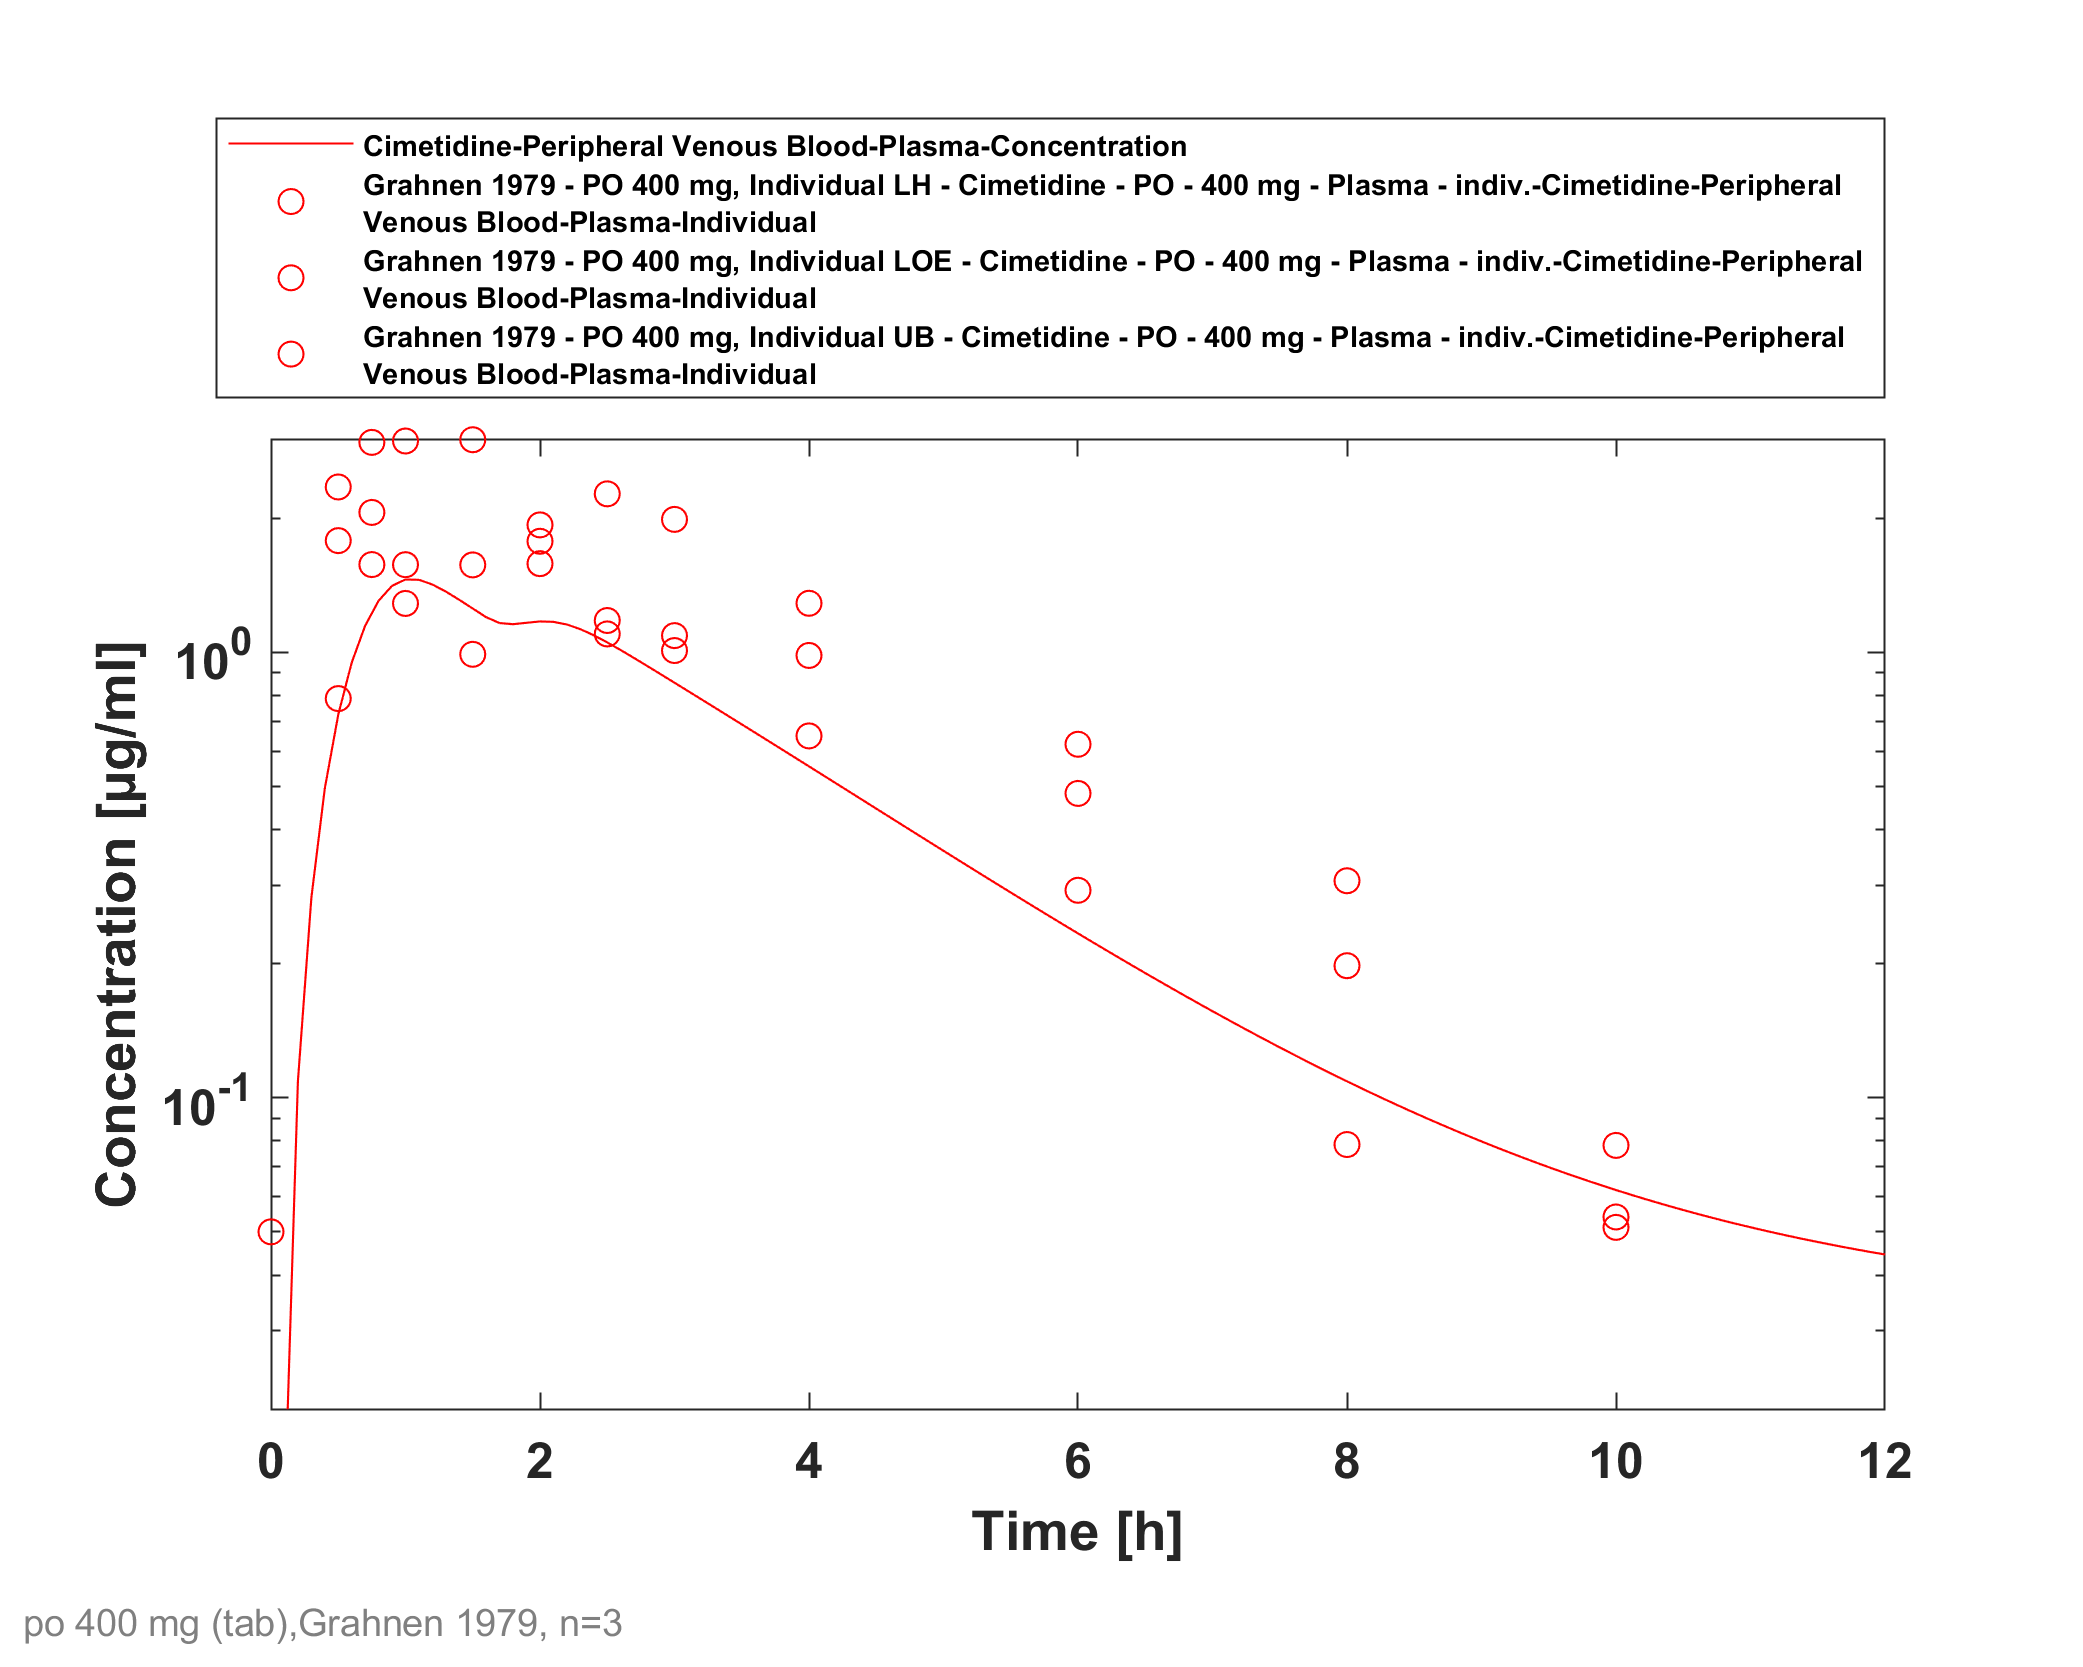 Cimetidine-Peripheral Venous Blood-Plasma-Concentration
Grahnen 1979 - PO 400 mg, Individual LH - Cimetidine - PO - 400 mg - Plasma - indiv.-Cimetidine-Peripheral
Venous Blood-Plasma-Individual
Grahnen 1979 - PO 400 mg, Individual LOE - Cimetidine - PO - 400 mg - Plasma - indiv.-Cimetidine-Peripheral
Venous Blood-Plasma-Individual
Grahnen 1979 - PO 400 mg, Individual UB - Cimetidine - PO - 400 mg - Plasma - indiv.-Cimetidine-Peripheral
Venous Blood-Plasma-Individual
Concentration [µg/ml]
10^0
10^-1
0 2 4 6 8 10 12
Time [h]
po 400 mg (tab),Grahnen 1979, n=3